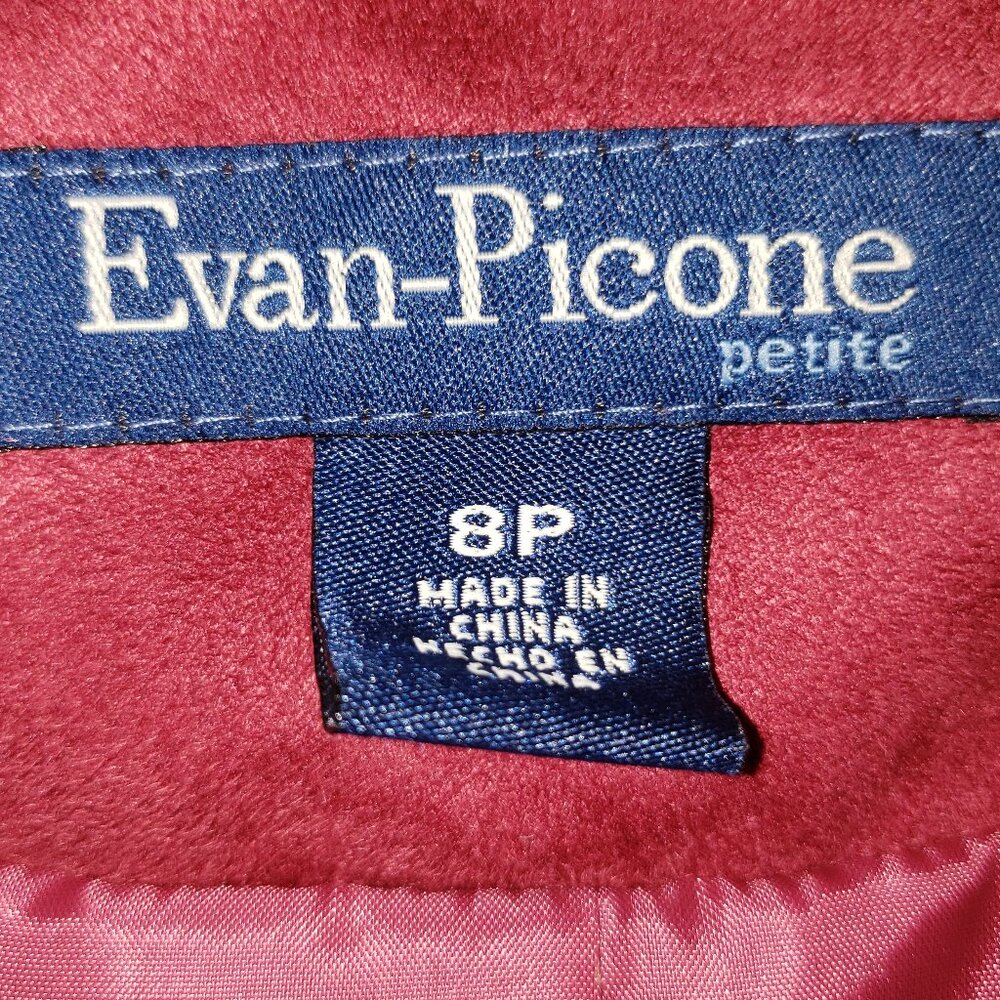 Evan-Picone
petite
8P
MADE IN
CHINA
HECHO EN
CHINA